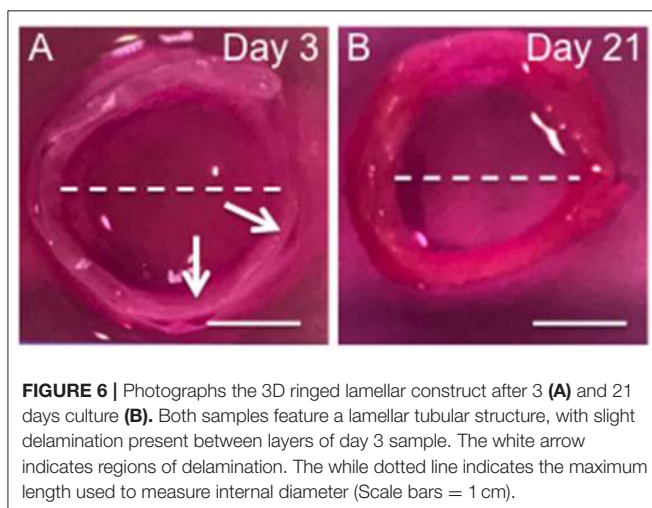 A Day 3
B Day 21
FIGURE 6 | Photographs the 3D ringed lamellar construct after 3 (A) and 21
days culture (B). Both samples feature a lamellar tubular structure, with slight
delamination present between layers of day 3 sample. The white arrow
indicates regions of delamination. The while dotted line indicates the maximum
length used to measure internal diameter (Scale bars = 1 cm).